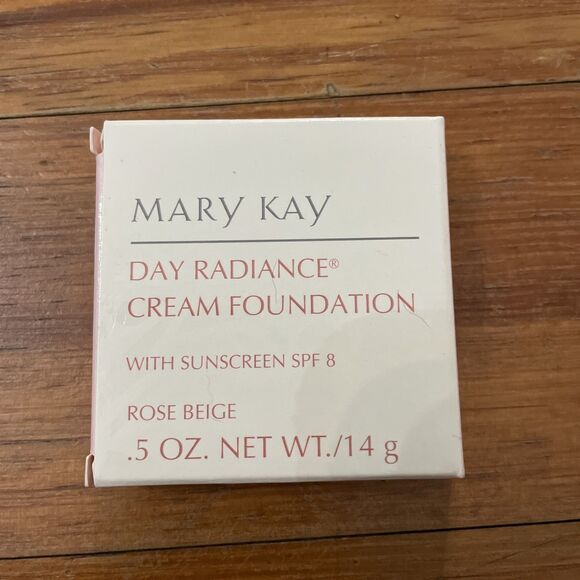 MARY KAY
DAY RADIANCE®
CREAM FOUNDATION
WITH SUNSCREEN SPF 8
ROSE BEIGE
.5 OZ. NET WT./14 g